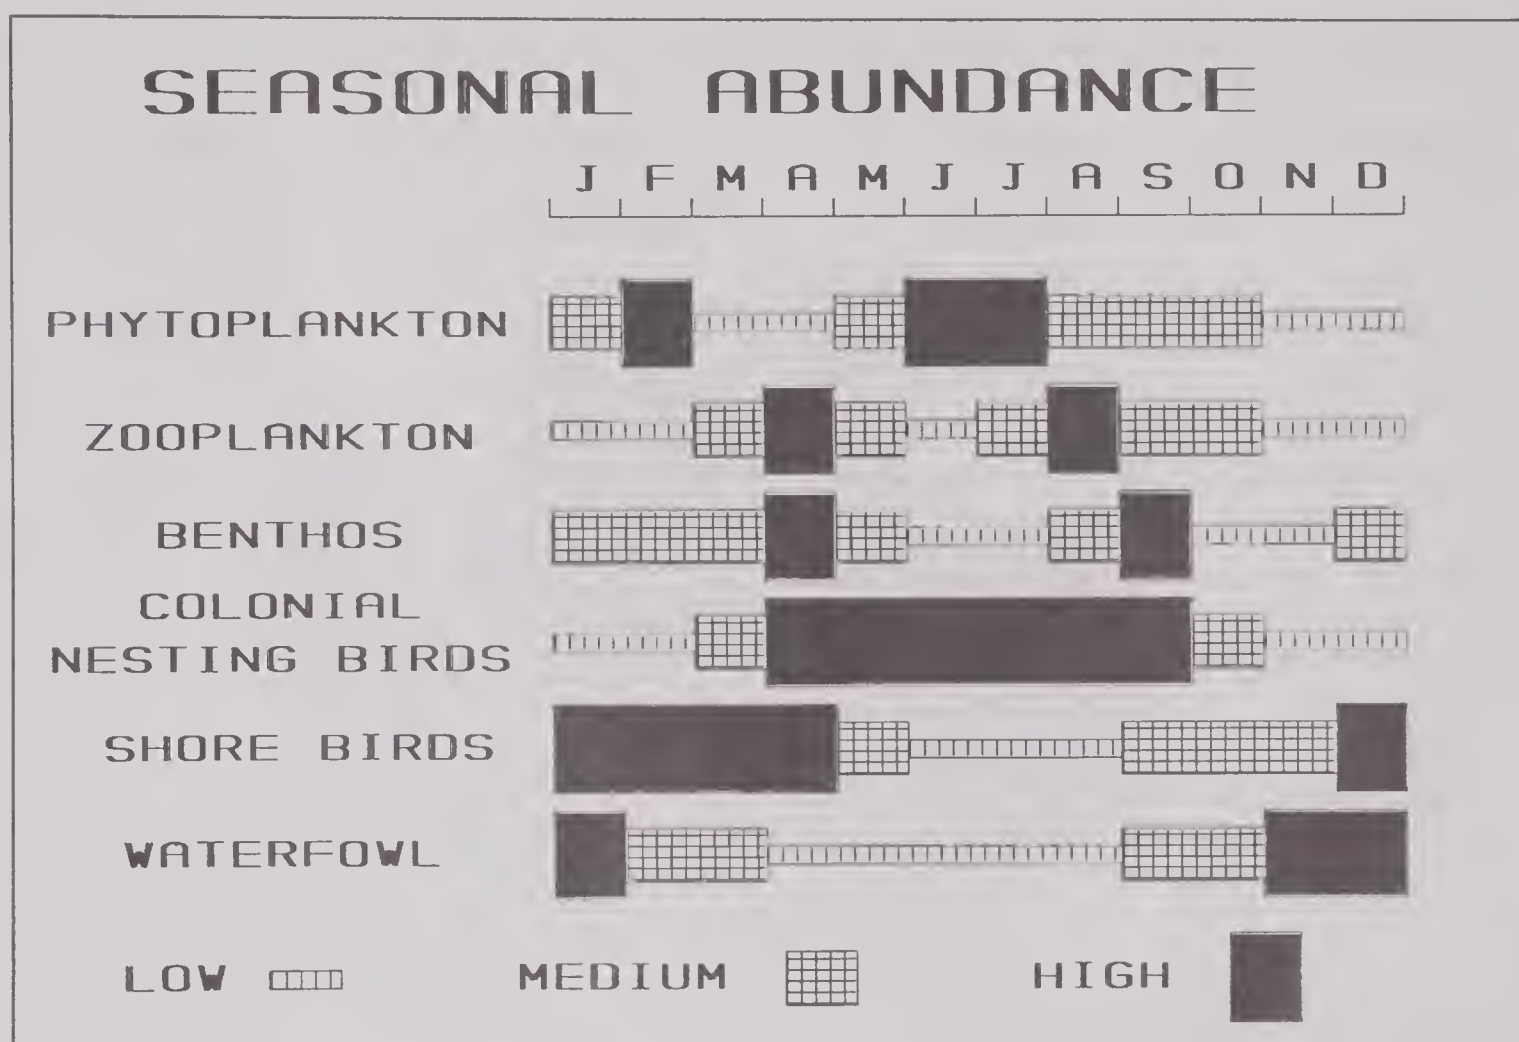 SEASONAL ABUNDANCE
J F M A M J J A S O N D
PHYTOPLANKTON
ZOOPLANKTON
BENTHOS
COLONIAL
NESTING BIRDS
SHORE BIRDS
WATERFOWL
LOW MEDIUM HIGH